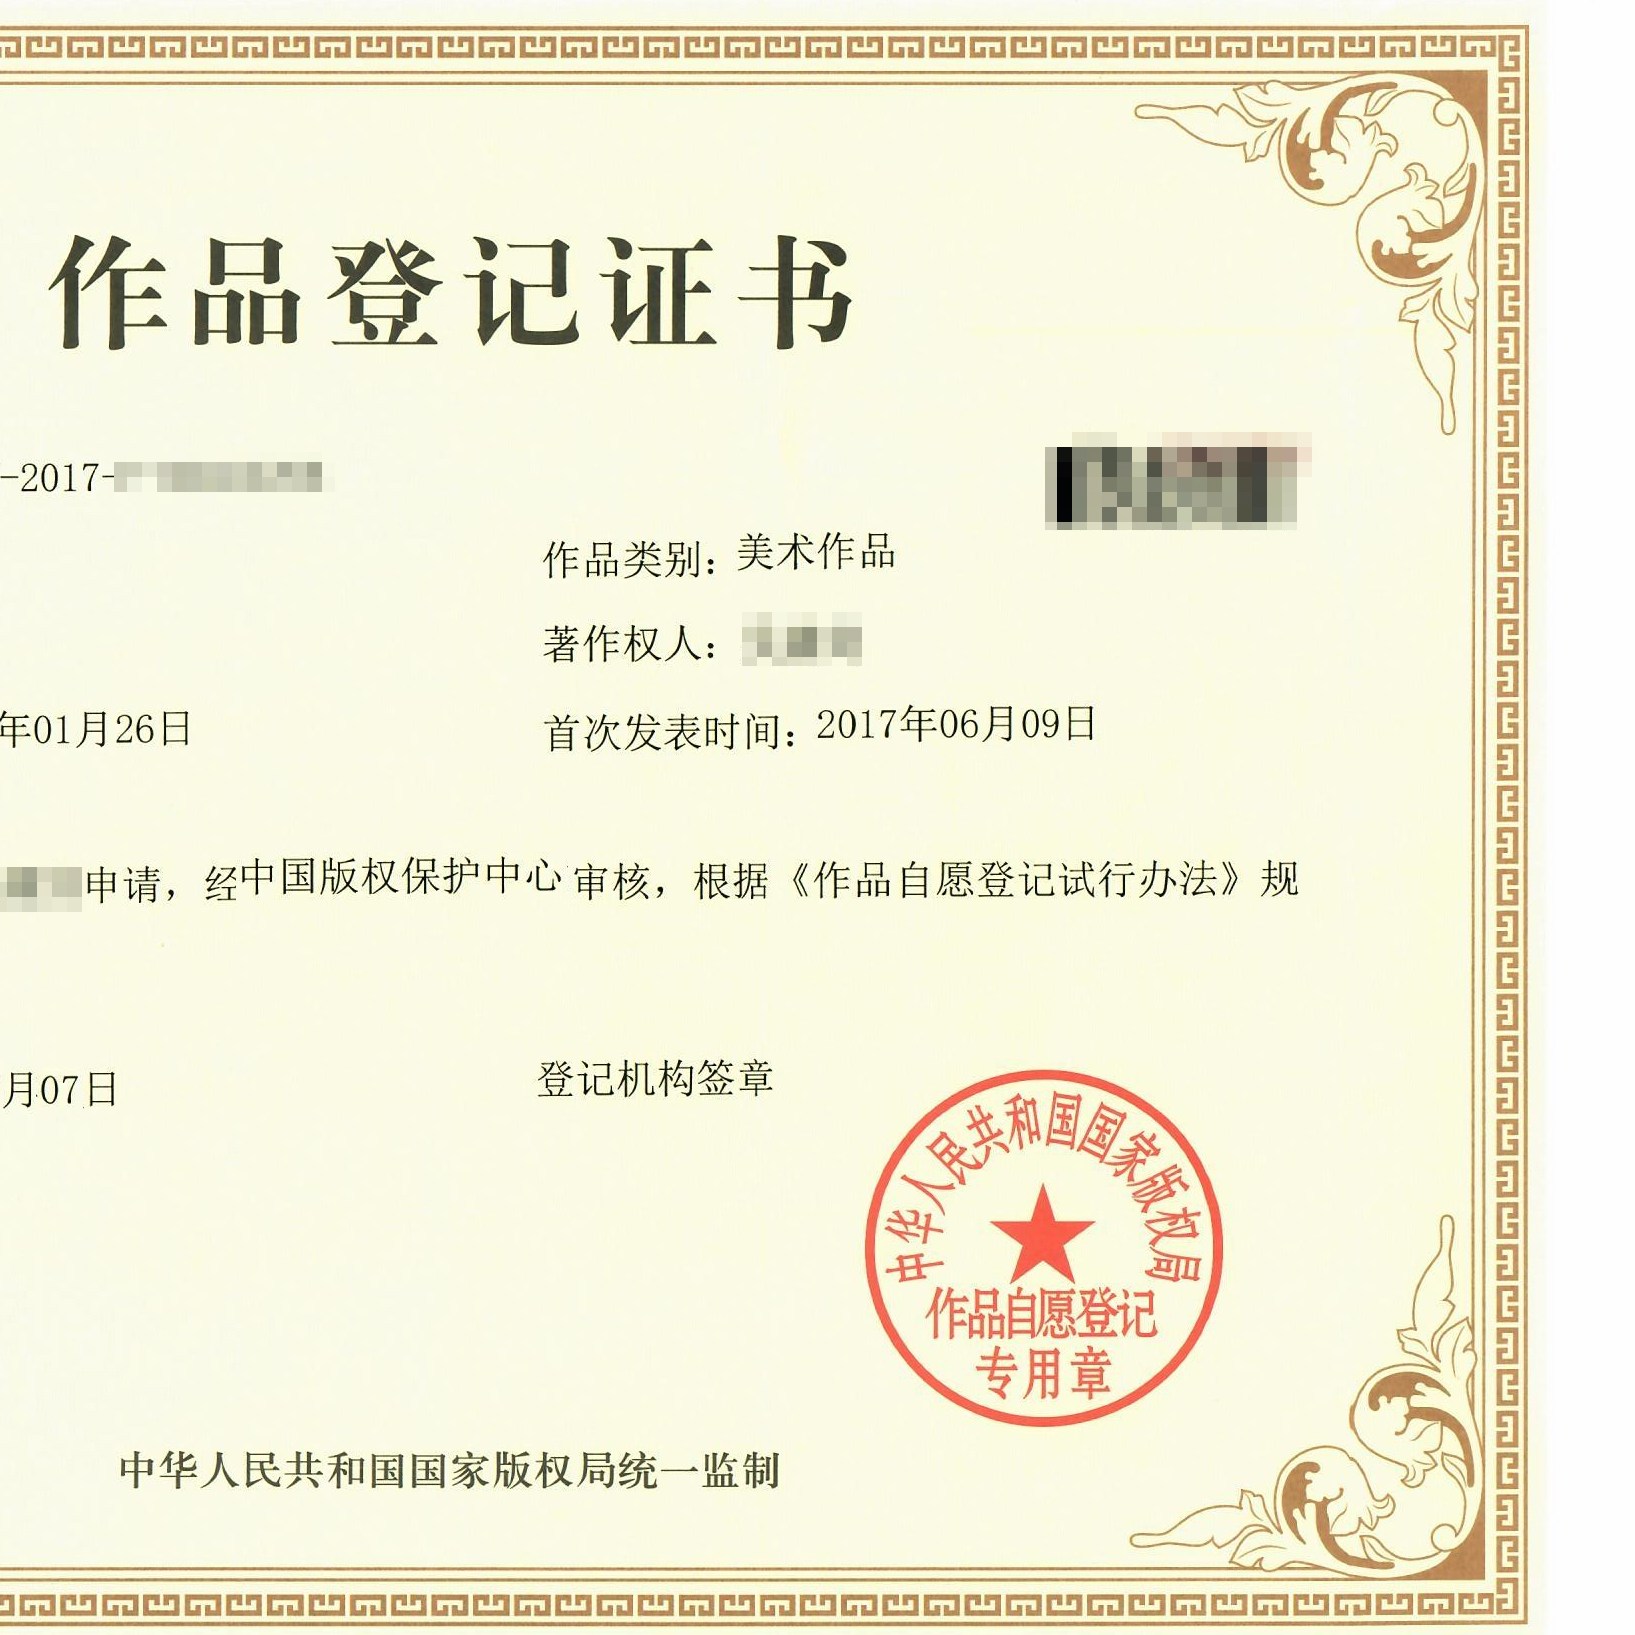 作品登记证书
-2017-
作品类别：美术作品
著作权人：
年01月26日
首次发表时间：2017年06月09日
申请，经中国版权保护中心审核，根据《作品自愿登记试行办法》规
月07日
登记机构签章
中华人民共和国国家版权局
作品自愿登记
专用章
中华人民共和国国家版权局统一监制